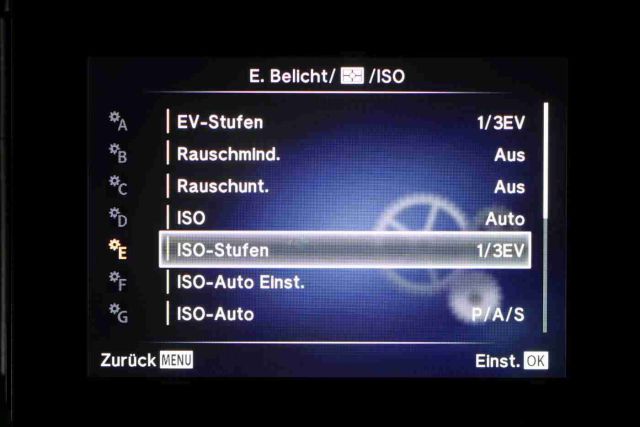 E. Belicht/ /ISO
A EV-Stufen 1/3EV
B Rauschmind. Aus
C Rauschunt. Aus
D ISO Auto
E ISO-Stufen 1/3EV
F ISO-Auto Einst.
G ISO-Auto P/A/S
Zurück MENU Einst. OK